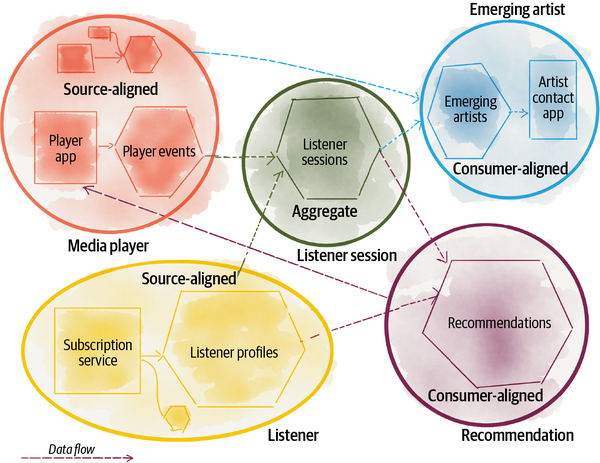 Emerging artist
Source-aligned
Player
app
Player events
Media player
Listener
sessions
Aggregate
Listener session
Emerging
artists
Artist
contact
app
Consumer-aligned
Source-aligned
Subscription
service
Listener profiles
Listener
Recommendations
Consumer-aligned
Recommendation
Data flow